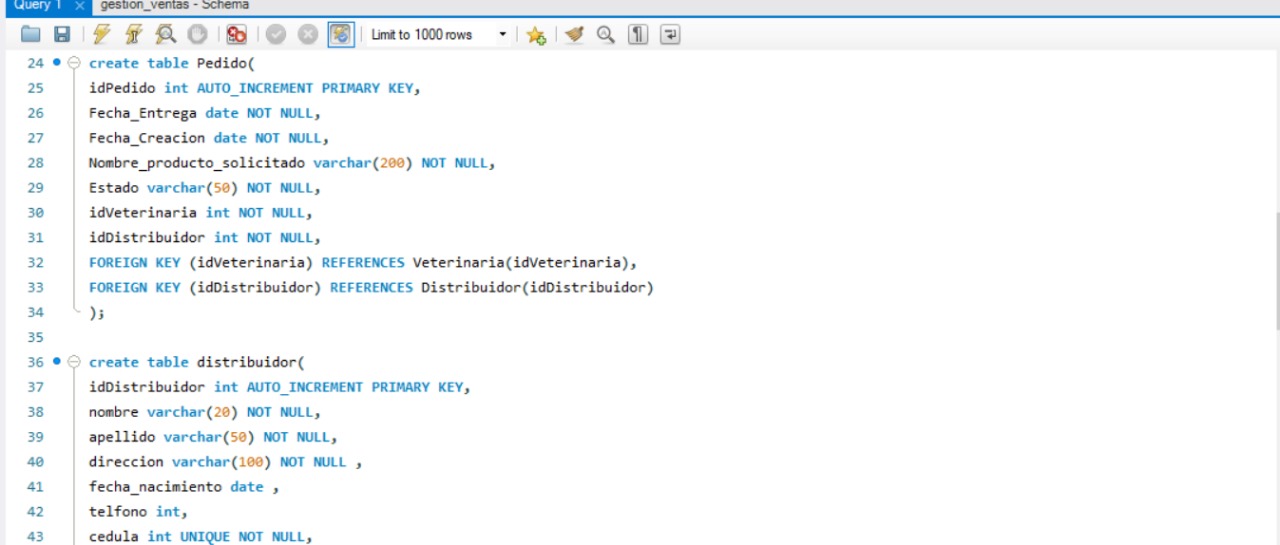 Query 1
gestion_ventas - Schema
Limit to 1000 rows
24 create table Pedido(
25 idPedido int AUTO_INCREMENT PRIMARY KEY,
26 Fecha_Entrega date NOT NULL,
27 Fecha_Creacion date NOT NULL,
28 Nombre_producto_solicitado varchar(200) NOT NULL,
29 Estado varchar(50) NOT NULL,
30 idVeterinaria int NOT NULL,
31 idDistribuidor int NOT NULL,
32 FOREIGN KEY (idVeterinaria) REFERENCES Veterinaria(idVeterinaria),
33 FOREIGN KEY (idDistribuidor) REFERENCES Distribuidor(idDistribuidor)
34 );
35
36 create table distribuidor(
37 idDistribuidor int AUTO_INCREMENT PRIMARY KEY,
38 nombre varchar(20) NOT NULL,
39 apellido varchar(50) NOT NULL,
40 direccion varchar(100) NOT NULL ,
41 fecha_nacimiento date ,
42 telfono int,
43 cedula int UNIQUE NOT NULL,